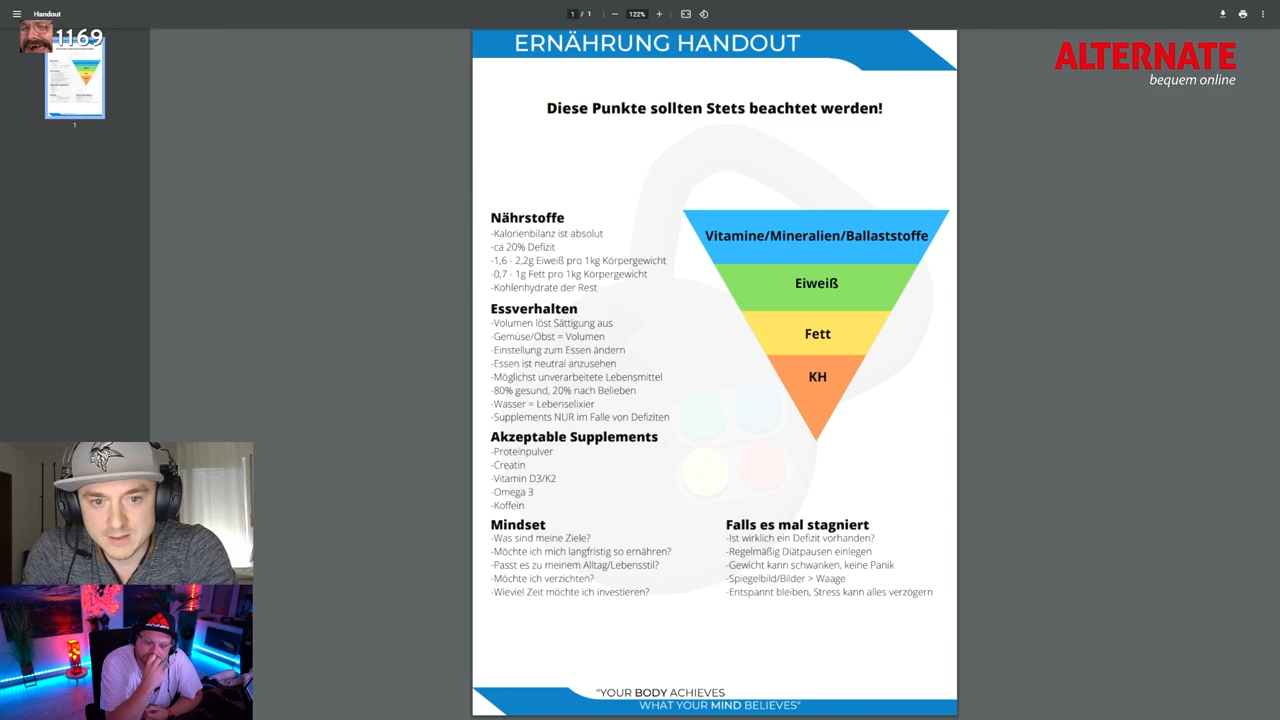 Handout
1 / 1
122%
1169
1
ALTERNATE
bequem online
ERNÄHRUNG HANDOUT
Diese Punkte sollten Stets beachtet werden!
Nährstoffe
-Kalorienbilanz ist absolut
-ca 20% Defizit
-1,6 - 2,2g Eiweiß pro 1kg Körpergewicht
-0,7 - 1g Fett pro 1kg Körpergewicht
-Kohlenhydrate der Rest
Vitamine/Mineralien/Ballaststoffe
Eiweiß
Fett
KH
Essverhalten
-Volumen löst Sättigung aus
-Gemüse/Obst = Volumen
-Einstellung zum Essen ändern
-Essen ist neutral anzusehen
-Möglichst unverarbeitete Lebensmittel
-80% gesund, 20% nach Belieben
-Wasser = Lebenselixier
-Supplements NUR im Falle von Defiziten
Akzeptable Supplements
-Proteinpulver
-Creatin
-Vitamin D3/K2
-Omega 3
-Koffein
Mindset
-Was sind meine Ziele?
-Möchte ich mich langfristig so ernähren?
-Passt es zu meinem Alltag/Lebensstil?
-Möchte ich verzichten?
-Wieviel Zeit möchte ich investieren?
Falls es mal stagniert
-Ist wirklich ein Defizit vorhanden?
-Regelmäßig Diätpausen einlegen
-Gewicht kann schwanken, keine Panik
-Spiegelbild/Bilder > Waage
-Entspannt bleiben, Stress kann alles verzögern
"YOUR BODY ACHIEVES
WHAT YOUR MIND BELIEVES"